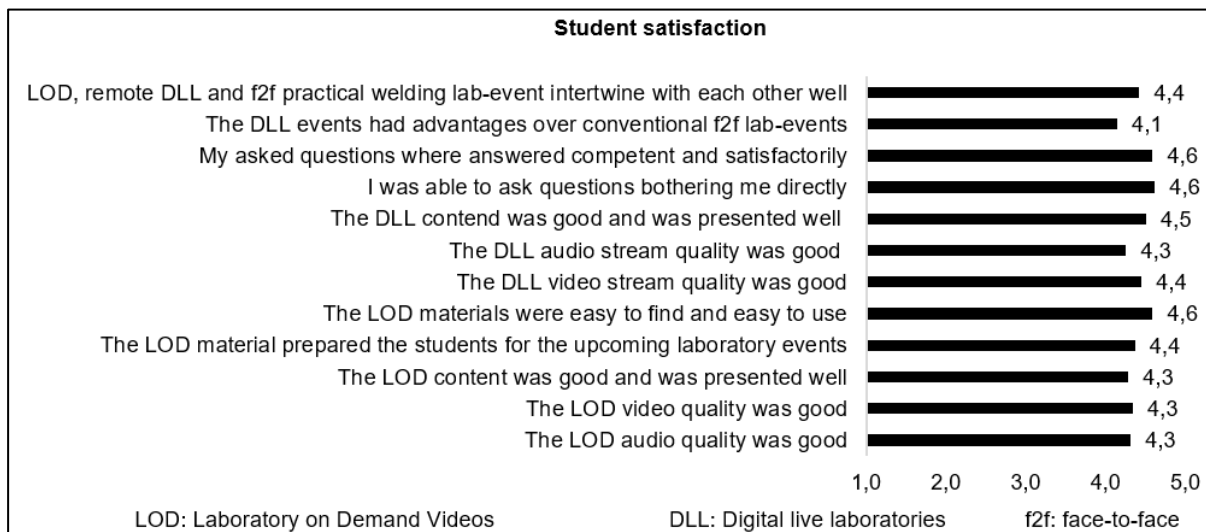 Student satisfaction
LOD, remote DLL and f2f practical welding lab-event intertwine with each other well 4,4
The DLL events had advantages over conventional f2f lab-events 4,1
My asked questions where answered competent and satisfactorily 4,6
I was able to ask questions bothering me directly 4,6
The DLL contend was good and was presented well 4,5
The DLL audio stream quality was good 4,3
The DLL video stream quality was good 4,4
The LOD materials were easy to find and easy to use 4,6
The LOD material prepared the students for the upcoming laboratory events 4,4
The LOD content was good and was presented well 4,3
The LOD video quality was good 4,3
The LOD audio quality was good 4,3
1,0 2,0 3,0 4,0 5,0
LOD: Laboratory on Demand Videos DLL: Digital live laboratories f2f: face-to-face